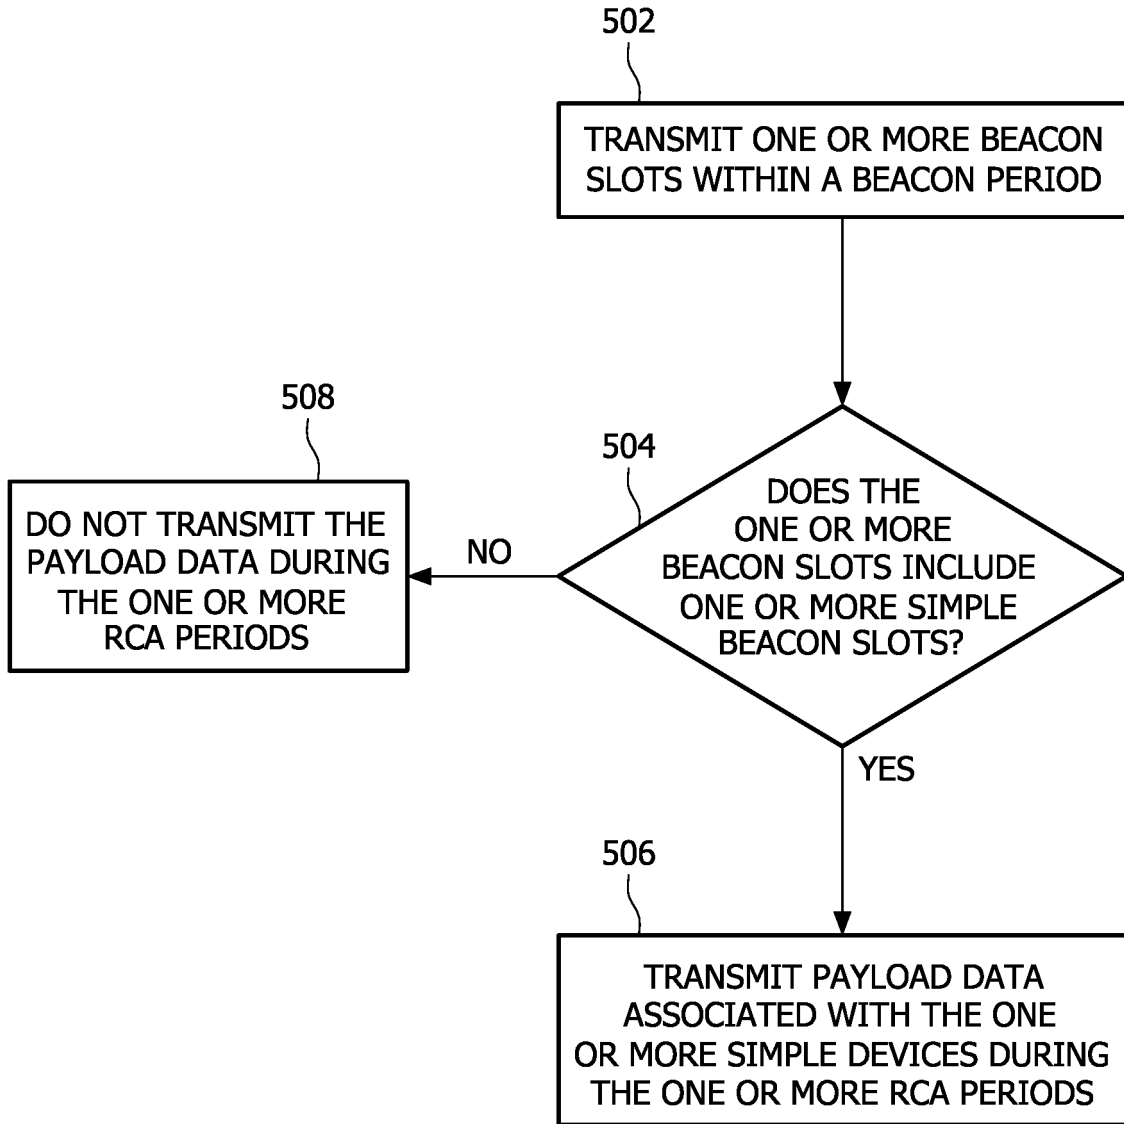 502
TRANSMIT ONE OR MORE BEACON
SLOTS WITHIN A BEACON PERIOD
508
DO NOT TRANSMIT THE
PAYLOAD DATA DURING
THE ONE OR MORE
RCA PERIODS
NO
504
DOES THE
ONE OR MORE
BEACON SLOTS INCLUDE
ONE OR MORE SIMPLE
BEACON SLOTS?
YES
506
TRANSMIT PAYLOAD DATA
ASSOCIATED WITH THE ONE
OR MORE SIMPLE DEVICES DURING
THE ONE OR MORE RCA PERIODS